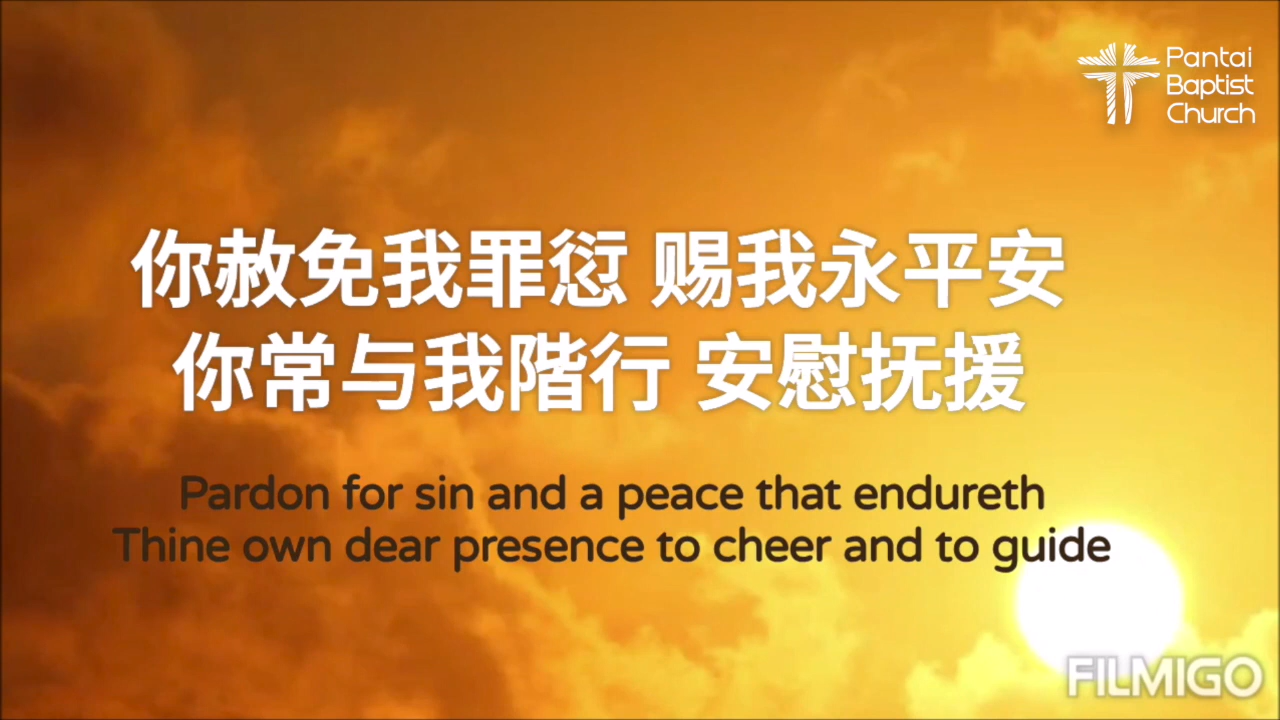 Pantai
Baptist
Church
你赦免我罪愆 赐我永平安
你常与我階行 安慰抚援
Pardon for sin and a peace that endureth
Thine own dear presence to cheer and to guide
FILMIGO